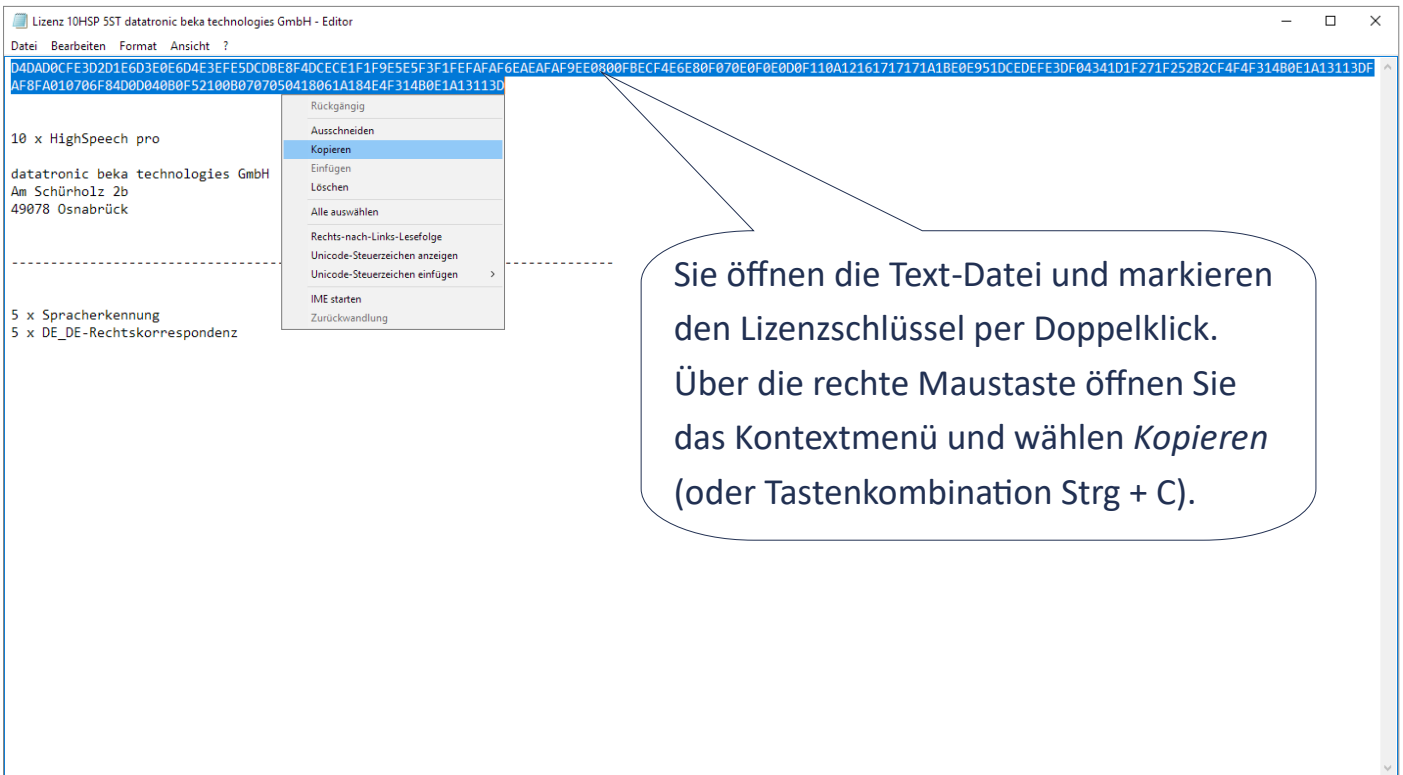 Lizenz 10HSP 5ST datatronic beka technologies GmbH - Editor
Datei Bearbeiten Format Ansicht ?
D4DAD0CFE3D2D1E6D3E0E6D4E3EFE5DCDBE8F4DCECE1F1F9E5E5F3F1FEFAFAF6EAEAFAF9EE0800FBECF4E6E80F070E0F0E0D0F110A12161717171A1BE0E951DCEDEFE3DF04341D1F271F252B2CF4F4F314B0E1A13113DF
AF8FA010706F84D0D040B0F52100B0707050418061A184E4F314B0E1A13113D
Rückgängig
Ausschneiden
Kopieren
Einfügen
Löschen
Alle auswählen
Rechts-nach-Links-Lesefolge
Unicode-Steuerzeichen anzeigen
Unicode-Steuerzeichen einfügen >
IME starten
Zurückwandlung
10 x HighSpeech pro
datatronic beka technologies GmbH
Am Schürholz 2b
49078 Osnabrück
5 x Spracherkennung
5 x DE_DE-Rechtskorrespondenz
Sie öffnen die Text-Datei und markieren
den Lizenzschlüssel per Doppelklick.
Über die rechte Maustaste öffnen Sie
das Kontextmenü und wählen Kopieren
(oder Tastenkombination Strg + C).